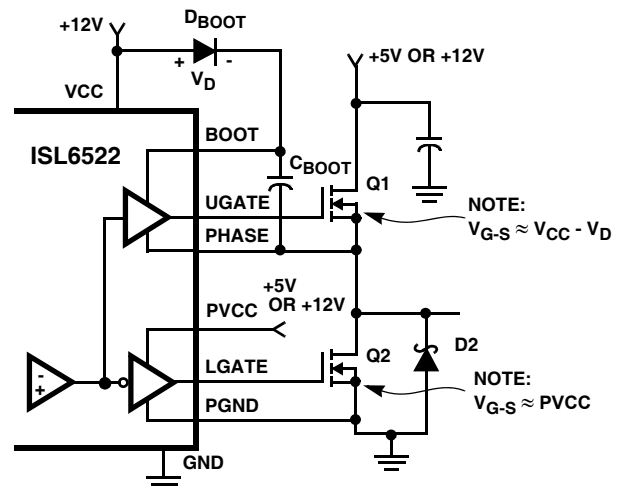 D_BOOT
+12V
+ -
V_D
+5V OR +12V
VCC
BOOT
ISL6522
C_BOOT
Q1
UGATE
NOTE:
V_G-S ≈ V_CC - V_D
PHASE
+5V
OR +12V
PVCC
Q2
D2
LGATE
- 
+
NOTE:
V_G-S ≈ PVCC
PGND
GND